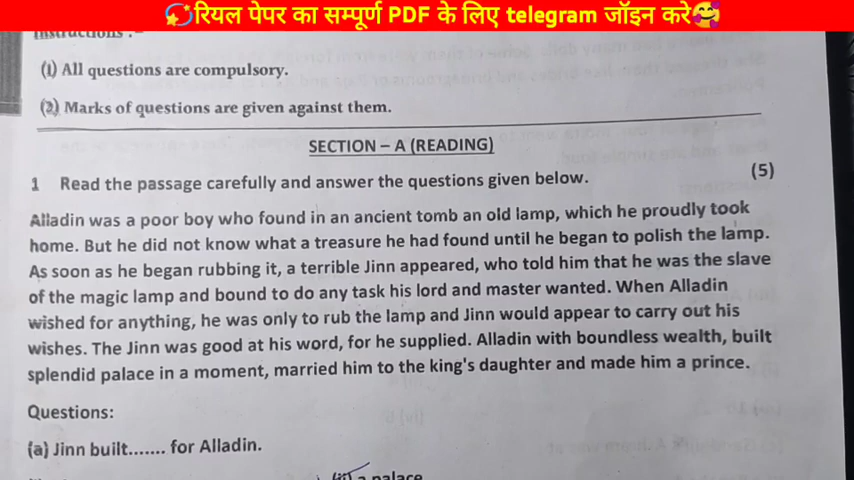 💫रियल पेपर का सम्पूर्ण PDF के लिए telegram जॉइन करे🥰
Instructions :-
(1) All questions are compulsory.
(2) Marks of questions are given against them.
SECTION – A (READING)
1 Read the passage carefully and answer the questions given below. (5)
Alladin was a poor boy who found in an ancient tomb an old lamp, which he proudly took
home. But he did not know what a treasure he had found until he began to polish the lamp.
As soon as he began rubbing it, a terrible Jinn appeared, who told him that he was the slave
of the magic lamp and bound to do any task his lord and master wanted. When Alladin
wished for anything, he was only to rub the lamp and Jinn would appear to carry out his
wishes. The Jinn was good at his word, for he supplied. Alladin with boundless wealth, built
splendid palace in a moment, married him to the king's daughter and made him a prince.
Questions:
(a) Jinn built....... for Alladin.
a palace